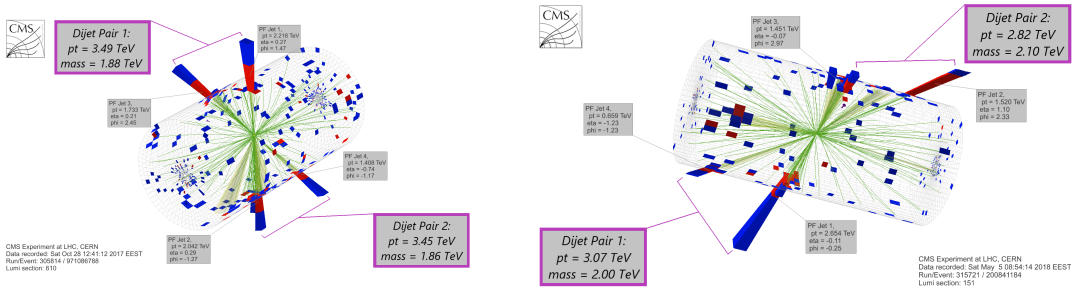 CMS
Dijet Pair 1:
pt = 3.49 TeV
mass = 1.88 TeV
PF Jet 1,
pt = 2.216 TeV
eta = 0.27
phi = 1.47
PF Jet 3,
pt = 1.733 TeV
eta = 0.21
phi = 2.45
PF Jet 4,
pt = 1.408 TeV
eta = -0.74
phi = -1.17
PF Jet 2,
pt = 2.042 TeV
eta = 0.29
phi = -1.27
Dijet Pair 2:
pt = 3.45 TeV
mass = 1.86 TeV
CMS Experiment at LHC, CERN
Data recorded: Sat Oct 28 12:41:12 2017 EEST
Run/Event: 305814 / 971086788
Lumi section: 610
CMS
PF Jet 3,
pt = 1.451 TeV
eta = -0.07
phi = 2.97
Dijet Pair 2:
pt = 2.82 TeV
mass = 2.10 TeV
PF Jet 2,
pt = 1.520 TeV
eta = 1.10
phi = 2.33
PF Jet 4,
pt = 0.659 TeV
eta = -1.23
phi = -1.23
PF Jet 1,
pt = 2.654 TeV
eta = -0.11
phi = -0.25
Dijet Pair 1:
pt = 3.07 TeV
mass = 2.00 TeV
CMS Experiment at LHC, CERN
Data recorded: Sat May 5 08:54:14 2018 EEST
Run/Event: 315721 / 200841184
Lumi section: 151